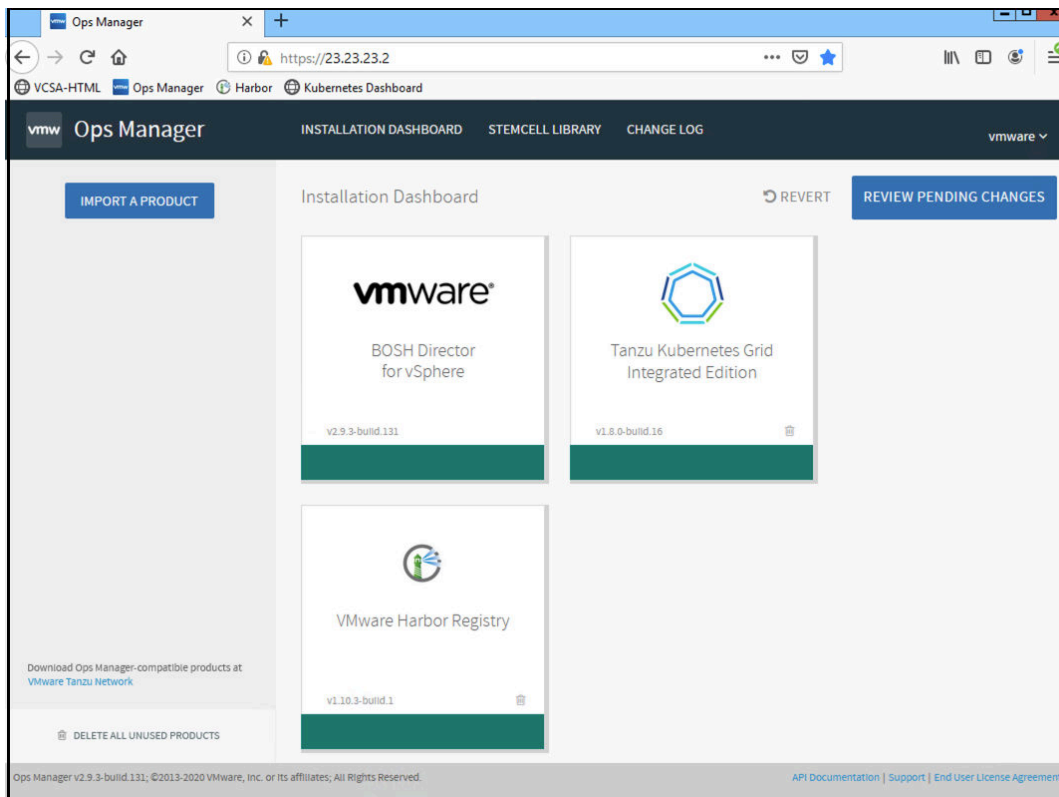 Ops Manager
https://23.23.23.2
VCSA-HTML Ops Manager Harbor Kubernetes Dashboard
vmw Ops Manager INSTALLATION DASHBOARD STEMCELL LIBRARY CHANGE LOG vmware
IMPORT A PRODUCT
Installation Dashboard REVERT REVIEW PENDING CHANGES
vmware®
BOSH Director
for vSphere
v2.9.3-build.131
Tanzu Kubernetes Grid
Integrated Edition
v1.8.0-build.16
VMware Harbor Registry
v1.10.3-build.1
Download Ops Manager-compatible products at
VMware Tanzu Network
DELETE ALL UNUSED PRODUCTS
Ops Manager v2.9.3-build.131; ©2013-2020 VMware, Inc. or its affiliates; All Rights Reserved. API Documentation | Support | End User License Agreement